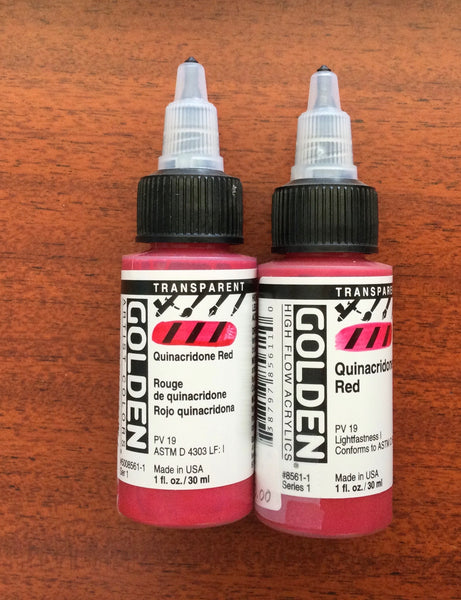 TRANSPARENT
GOLDEN
ARTIST COLORS
Quinacridone Red
Rouge
de quinacridone
Rojo quinacridona
PV 19
ASTM D 4303 LF: I
Made in USA
1 fl. oz. / 30 ml
TRANSPARENT
GOLDEN
HIGH FLOW ACRYLICS
Quinacridone
Red
PV 19
Lightfastness I
Conforms to ASTM
#8561-1
Series 1
Made in USA
1 fl. oz. / 30 ml